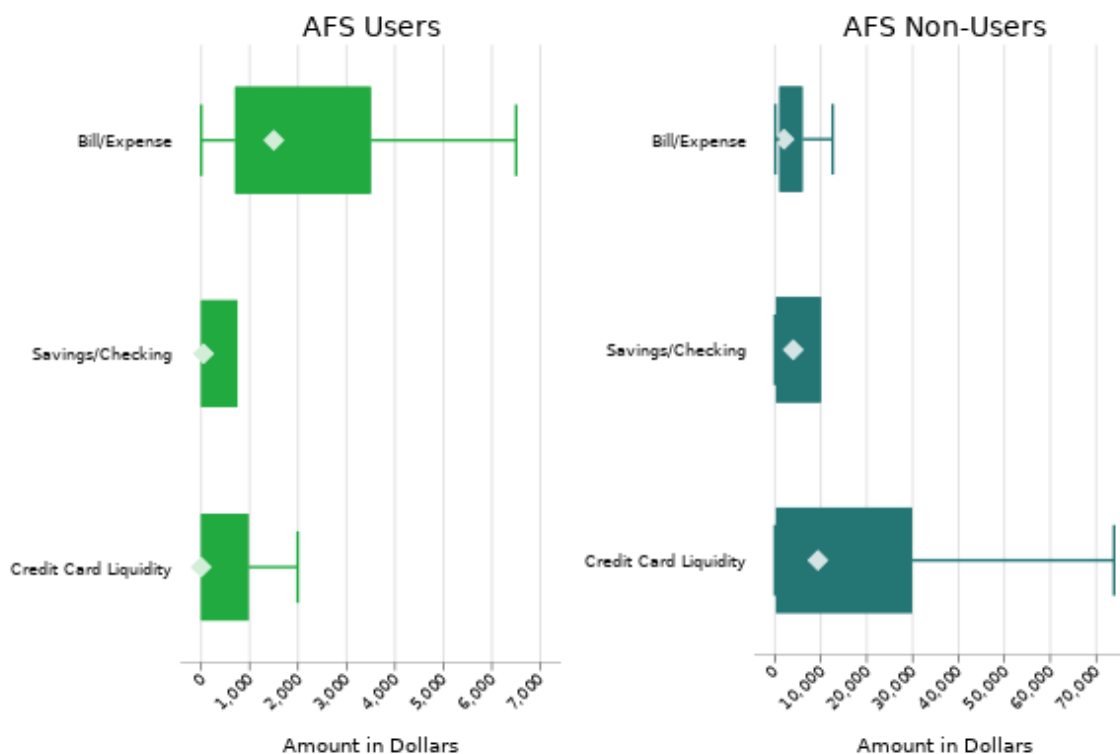 AFS Users
Bill/Expense
Savings/Checking
Credit Card Liquidity
0
1,000
2,000
3,000
4,000
5,000
6,000
7,000
Amount in Dollars
AFS Non-Users
Bill/Expense
Savings/Checking
Credit Card Liquidity
0
10,000
20,000
30,000
40,000
50,000
60,000
70,000
Amount in Dollars